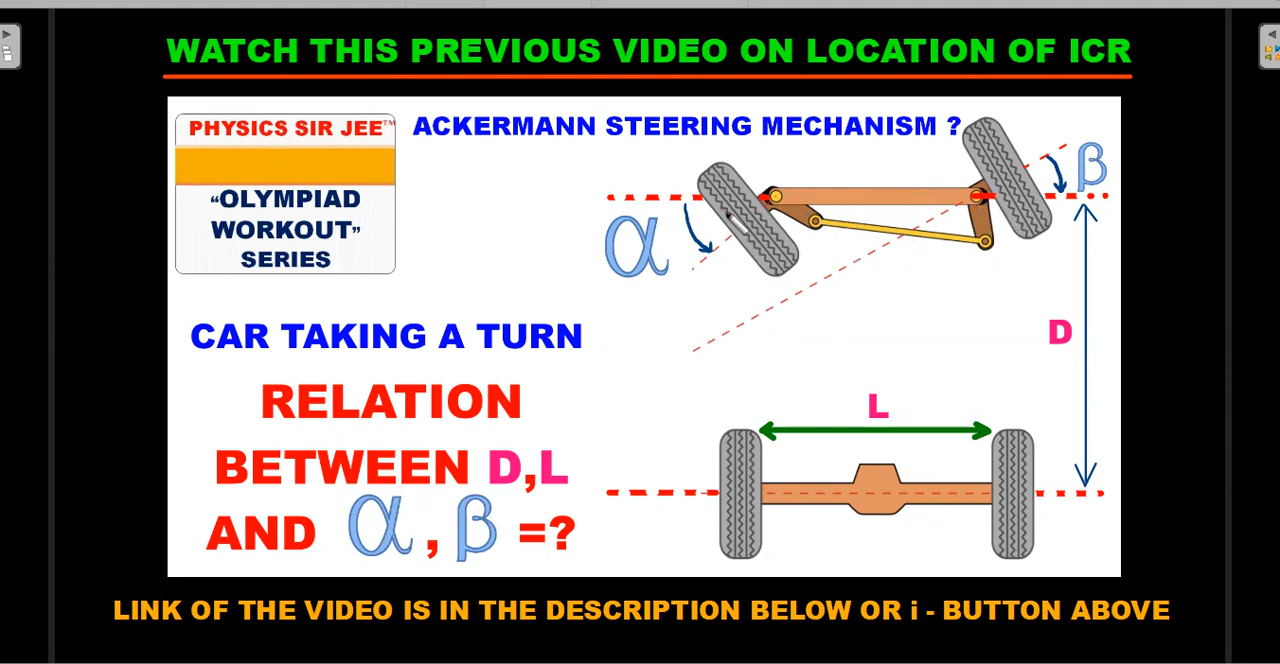 WATCH THIS PREVIOUS VIDEO ON LOCATION OF ICR
PHYSICS SIR JEE™
"OLYMPIAD
WORKOUT"
SERIES
ACKERMANN STEERING MECHANISM ?
β
α
D
CAR TAKING A TURN
L
RELATION
BETWEEN D,L
AND α , β =?
LINK OF THE VIDEO IS IN THE DESCRIPTION BELOW OR i - BUTTON ABOVE